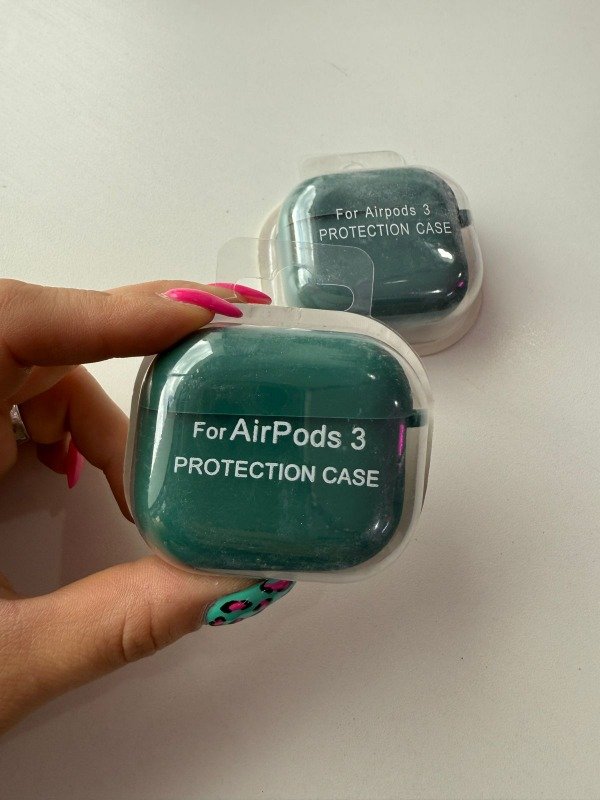 For Airpods 3
PROTECTION CASE
For AirPods 3
PROTECTION CASE